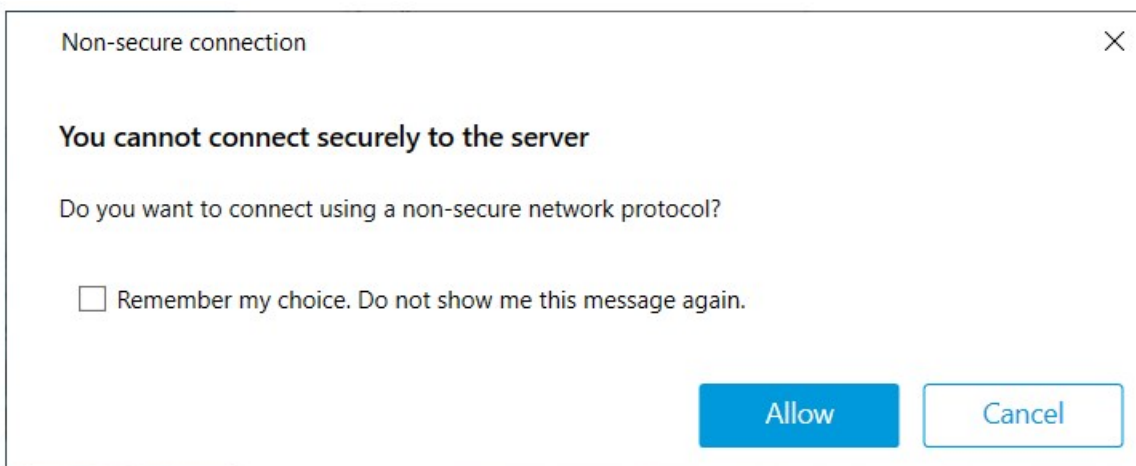 Non-secure connection
You cannot connect securely to the server
Do you want to connect using a non-secure network protocol?
Remember my choice. Do not show me this message again.
Allow
Cancel